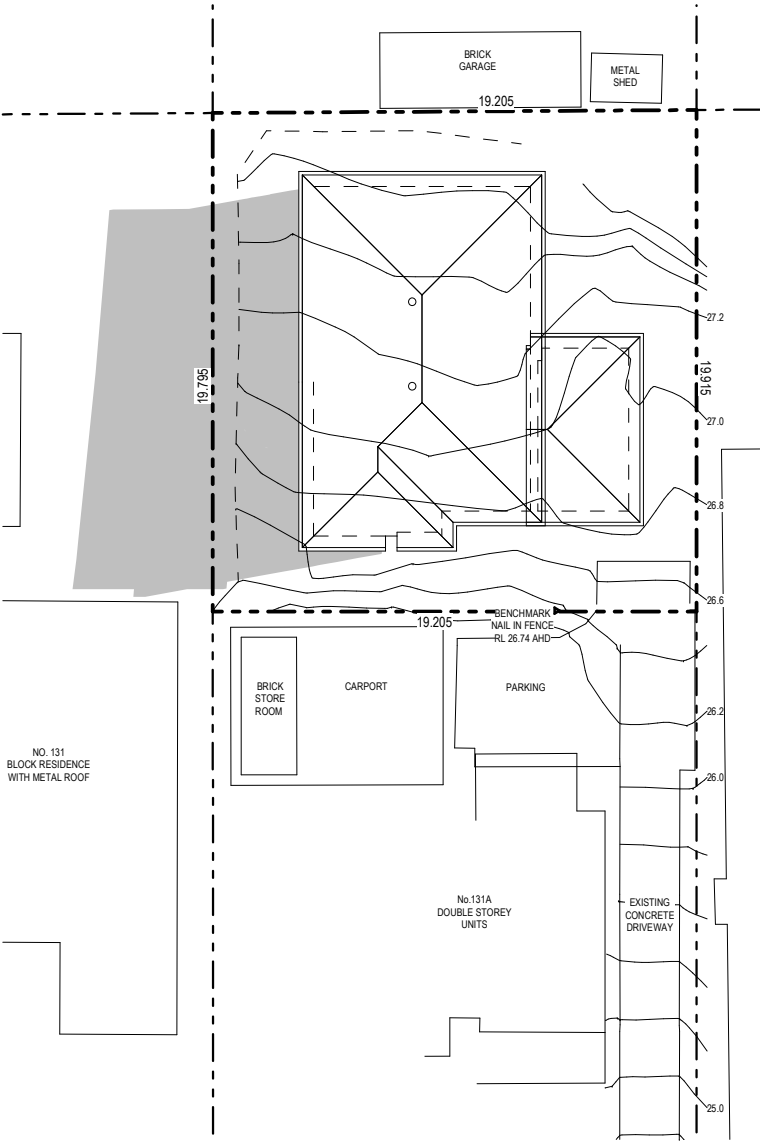 BRICK
GARAGE
METAL
SHED
19.205
27.2
19.795
19.915
27.0
26.8
26.6
BENCHMARK
19.205
NAIL IN FENCE
RL 26.74 AHD
BRICK
STORE
ROOM
CARPORT
PARKING
26.2
NO. 131
BLOCK RESIDENCE
WITH METAL ROOF
26.0
No.131A
DOUBLE STOREY
UNITS
EXISTING
CONCRETE
DRIVEWAY
25.0